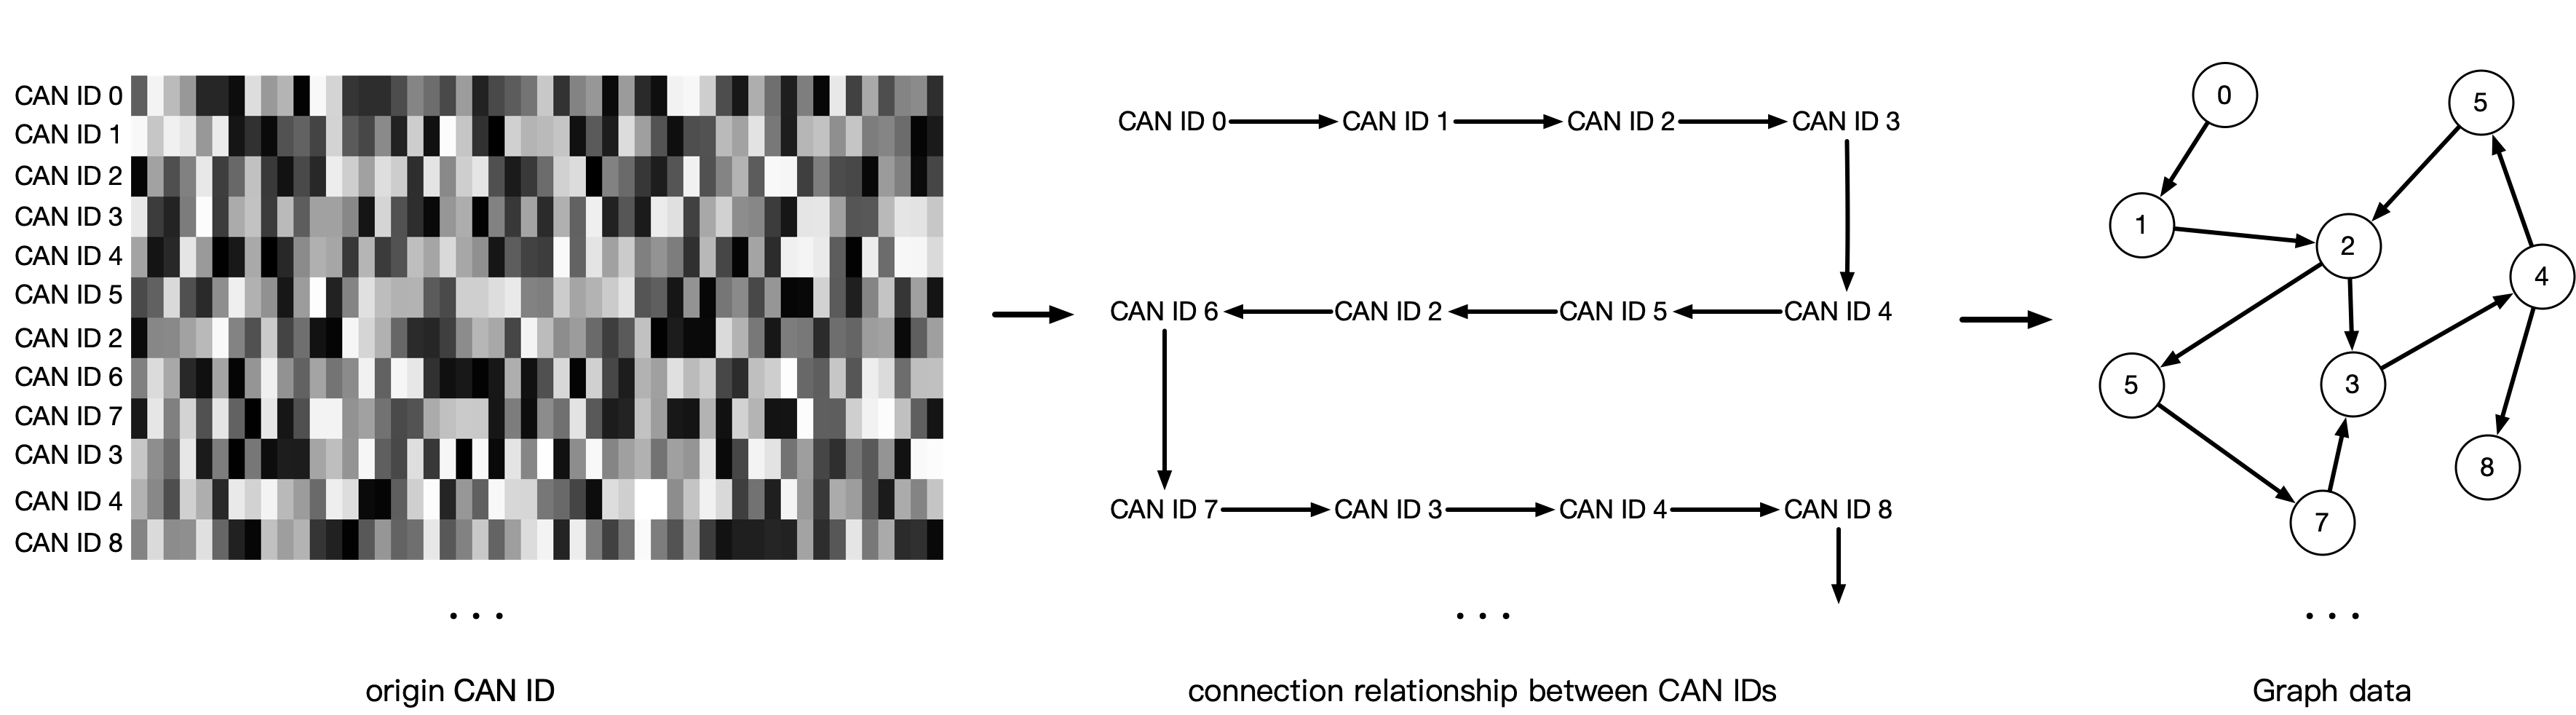 CAN ID 0
CAN ID 1
CAN ID 2
CAN ID 3
CAN ID 4
CAN ID 5
CAN ID 2
CAN ID 6
CAN ID 7
CAN ID 3
CAN ID 4
CAN ID 8
...
origin CAN ID
CAN ID 0 CAN ID 1 CAN ID 2 CAN ID 3
CAN ID 6 CAN ID 2 CAN ID 5 CAN ID 4
CAN ID 7 CAN ID 3 CAN ID 4 CAN ID 8
...
connection relationship between CAN IDs
0
5
1
2
4
5
3
8
7
...
Graph data